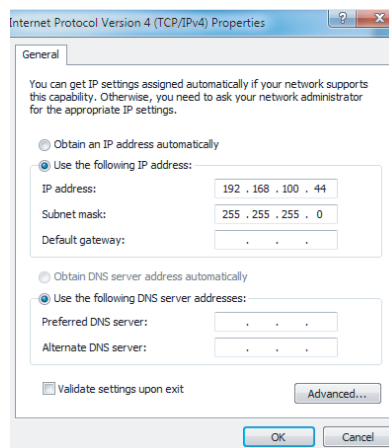 Internet Protocol Version 4 (TCP/IPv4) Properties
General
You can get IP settings assigned automatically if your network supports
this capability. Otherwise, you need to ask your network administrator
for the appropriate IP settings.
Obtain an IP address automatically
Use the following IP address:
IP address: 192 . 168 . 100 . 44
Subnet mask: 255 . 255 . 255 . 0
Default gateway: . . .
Obtain DNS server address automatically
Use the following DNS server addresses:
Preferred DNS server: . . .
Alternate DNS server: . . .
Validate settings upon exit
Advanced...
OK Cancel